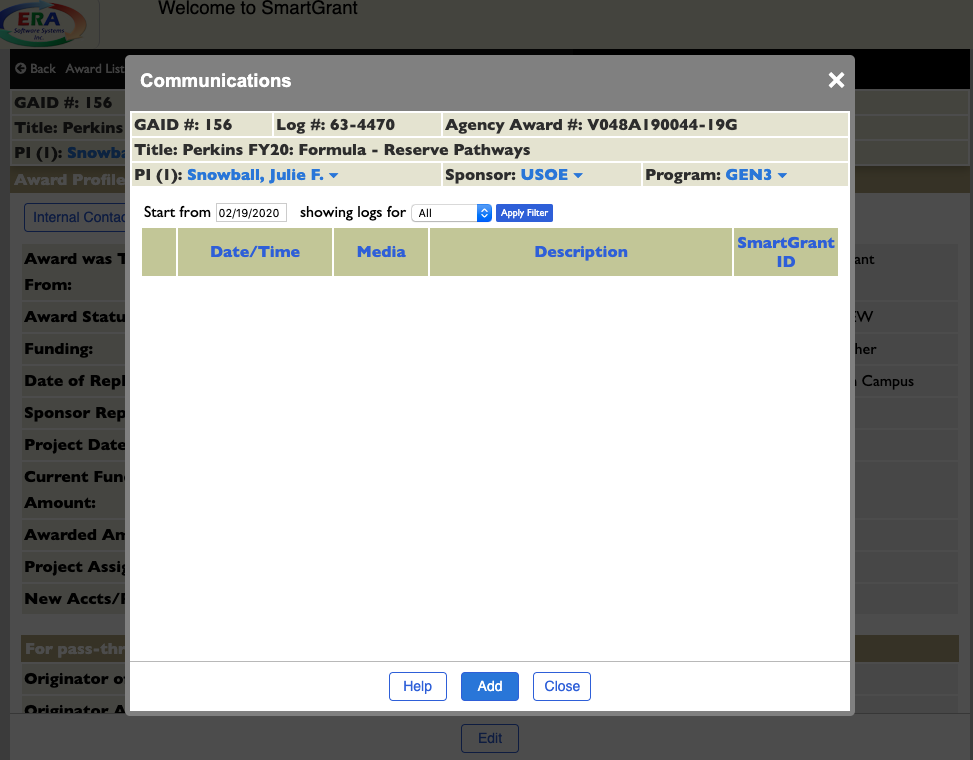 ERA
Software Systems
Inc
Welcome to SmartGrant
Back Award List
GAID #: 156
Title: Perkins
PI (1): Snowba
Award Profile
Internal Contac
Award was T
From:
ant
Award Statu
EW
Funding:
her
Date of Repl
Campus
Sponsor Rep
Project Date
Current Fun
Amount:
Awarded Am
Project Assig
New Accts/
For pass-thr
Originator o
Originator A
Edit
Communications
GAID #: 156 Log #: 63-4470 Agency Award #: V048A190044-19G
Title: Perkins FY20: Formula - Reserve Pathways
PI (1): Snowball, Julie F. Sponsor: USOE Program: GEN3
Start from 02/19/2020 showing logs for All Apply Filter
Date/Time Media Description SmartGrant
ID
Help Add Close